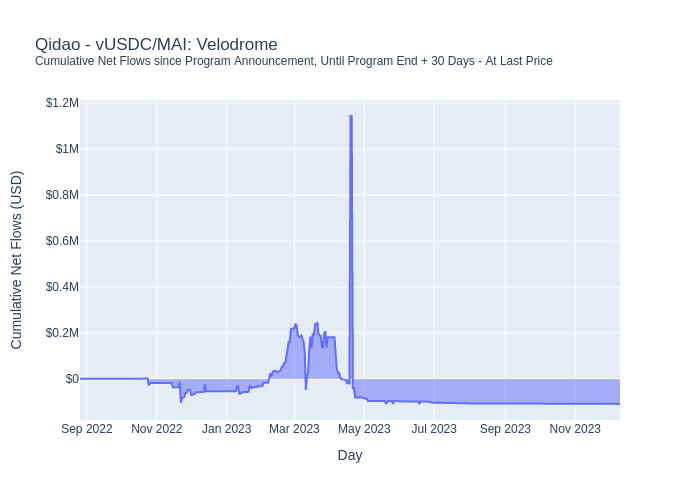 Qidao - vUSDC/MAI: Velodrome
Cumulative Net Flows since Program Announcement, Until Program End + 30 Days - At Last Price
$1.2M
$1M
$0.8M
$0.6M
$0.4M
$0.2M
$0
Cumulative Net Flows (USD)
Sep 2022 Nov 2022 Jan 2023 Mar 2023 May 2023 Jul 2023 Sep 2023 Nov 2023
Day